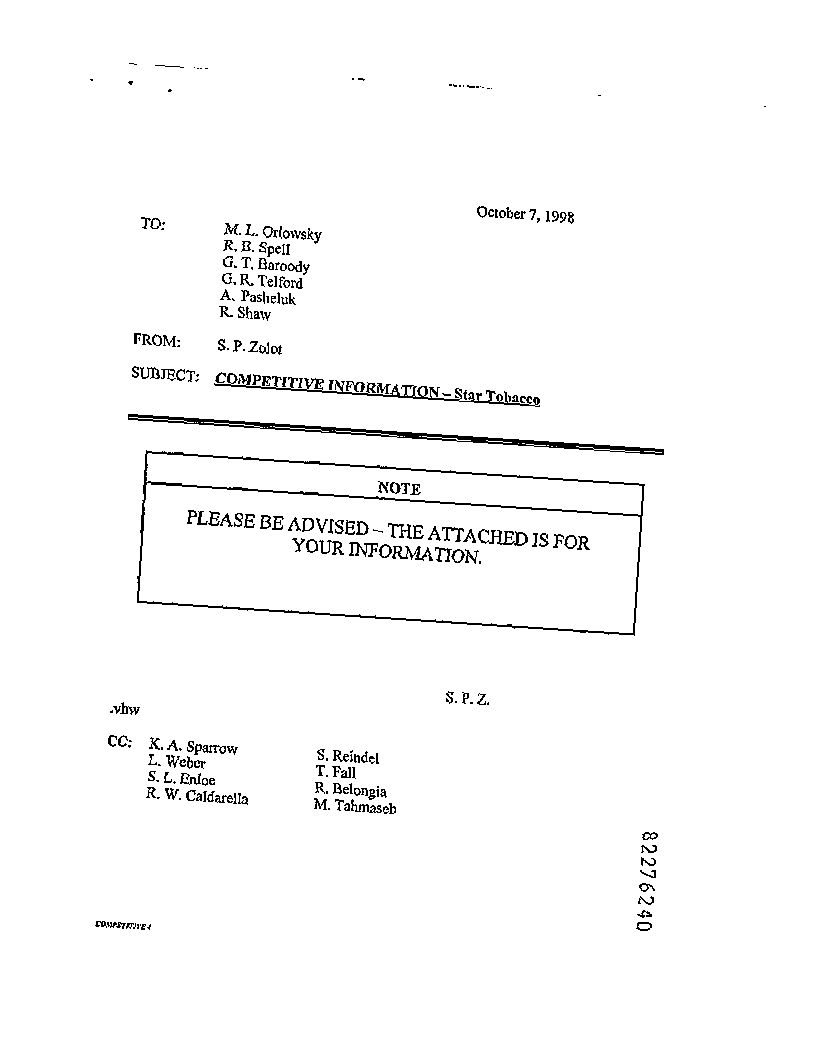 October 7, 1998
TO:
M. L. Orlowsky
R. B. Spell
G. T. Baroody
G. R. Telford
A. Pasheluk
R. Shaw
FROM: S. P. Zolot
SUBJECT: COMPETITIVE INFORMATION – Star Tobacco
NOTE
PLEASE BE ADVISED – THE ATTACHED IS FOR
YOUR INFORMATION.
S. P. Z.
.vhw
CC: K. A. Sparrow
L. Weber
S. L. Enloe
R. W. Caldarella
S. Reindel
T. Fall
R. Belongia
M. Tahmaseb
82276240
COMPETITIVE4